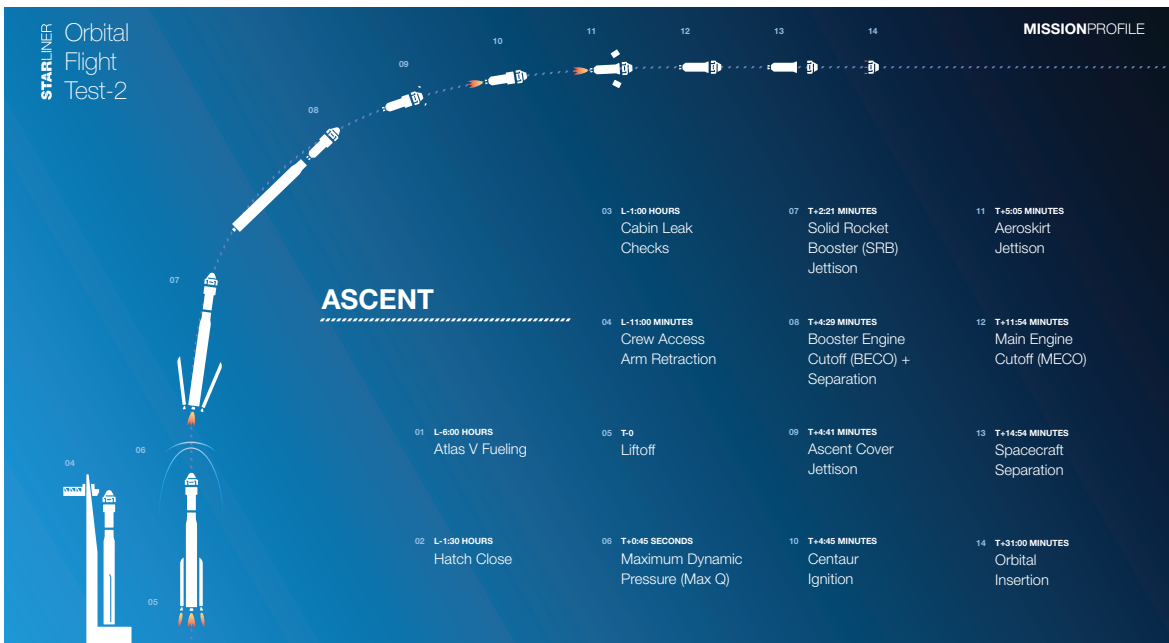 STARLINER
Orbital
Flight
Test-2
MISSIONPROFILE
10
11
12
13
14
09
08
07
06
04
05
ASCENT
01 L-6:00 HOURS
Atlas V Fueling
02 L-1:30 HOURS
Hatch Close
03 L-1:00 HOURS
Cabin Leak
Checks
04 L-11:00 MINUTES
Crew Access
Arm Retraction
05 T-0
Liftoff
06 T+0:45 SECONDS
Maximum Dynamic
Pressure (Max Q)
07 T+2:21 MINUTES
Solid Rocket
Booster (SRB)
Jettison
08 T+4:29 MINUTES
Booster Engine
Cutoff (BECO) +
Separation
09 T+4:41 MINUTES
Ascent Cover
Jettison
10 T+4:45 MINUTES
Centaur
Ignition
11 T+5:05 MINUTES
Aeroskirt
Jettison
12 T+11:54 MINUTES
Main Engine
Cutoff (MECO)
13 T+14:54 MINUTES
Spacecraft
Separation
14 T+31:00 MINUTES
Orbital
Insertion